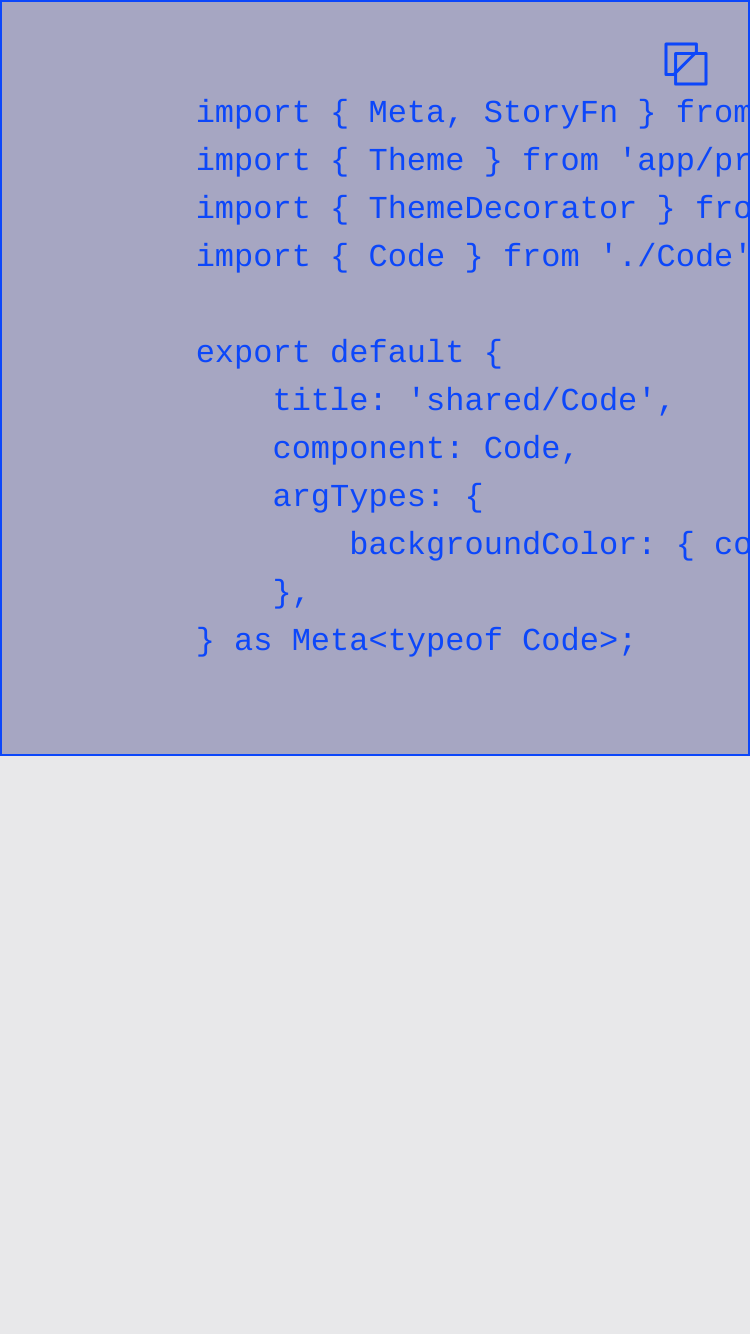 import { Meta, StoryFn } from
import { Theme } from 'app/pr
import { ThemeDecorator } fro
import { Code } from './Code'
export default {
    title: 'shared/Code',
    component: Code,
    argTypes: {
        backgroundColor: { co
    },
} as Meta<typeof Code>;